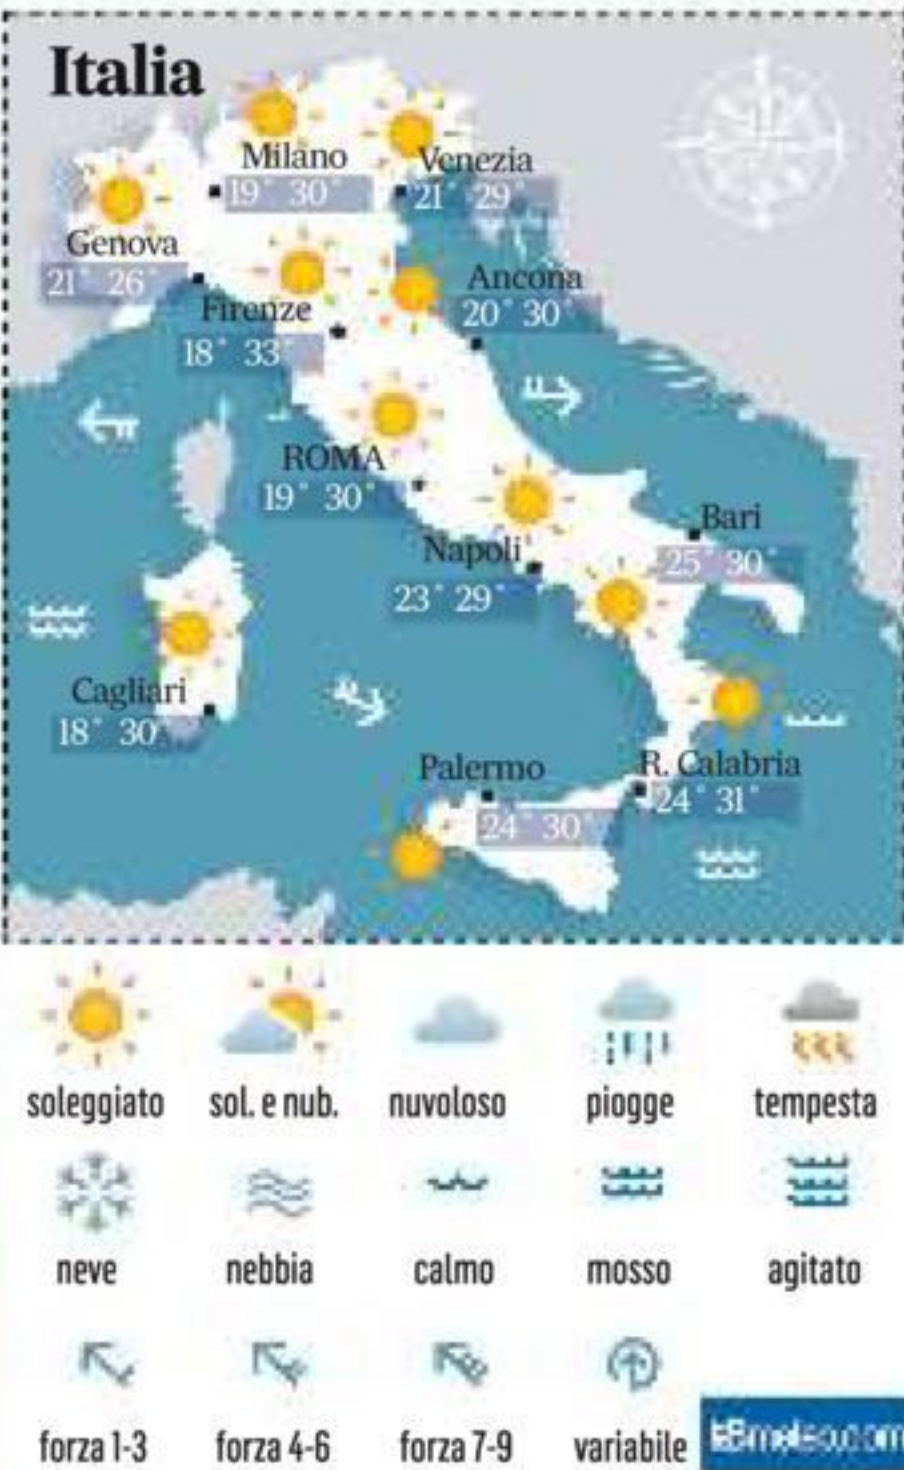 Italia
Milano
19° 30°
Venezia
21° 29°
Genova
21° 26°
Firenze
18° 33°
Ancona
20° 30°
ROMA
19° 30°
Napoli
23° 29°
Bari
25° 30°
Cagliari
18° 30°
Palermo
24° 30°
R. Calabria
24° 31°
soleggiato
sol. e nub.
nuvoloso
piogge
tempesta
neve
nebbia
calmo
mosso
agitato
forza 1-3
forza 4-6
forza 7-9
variabile